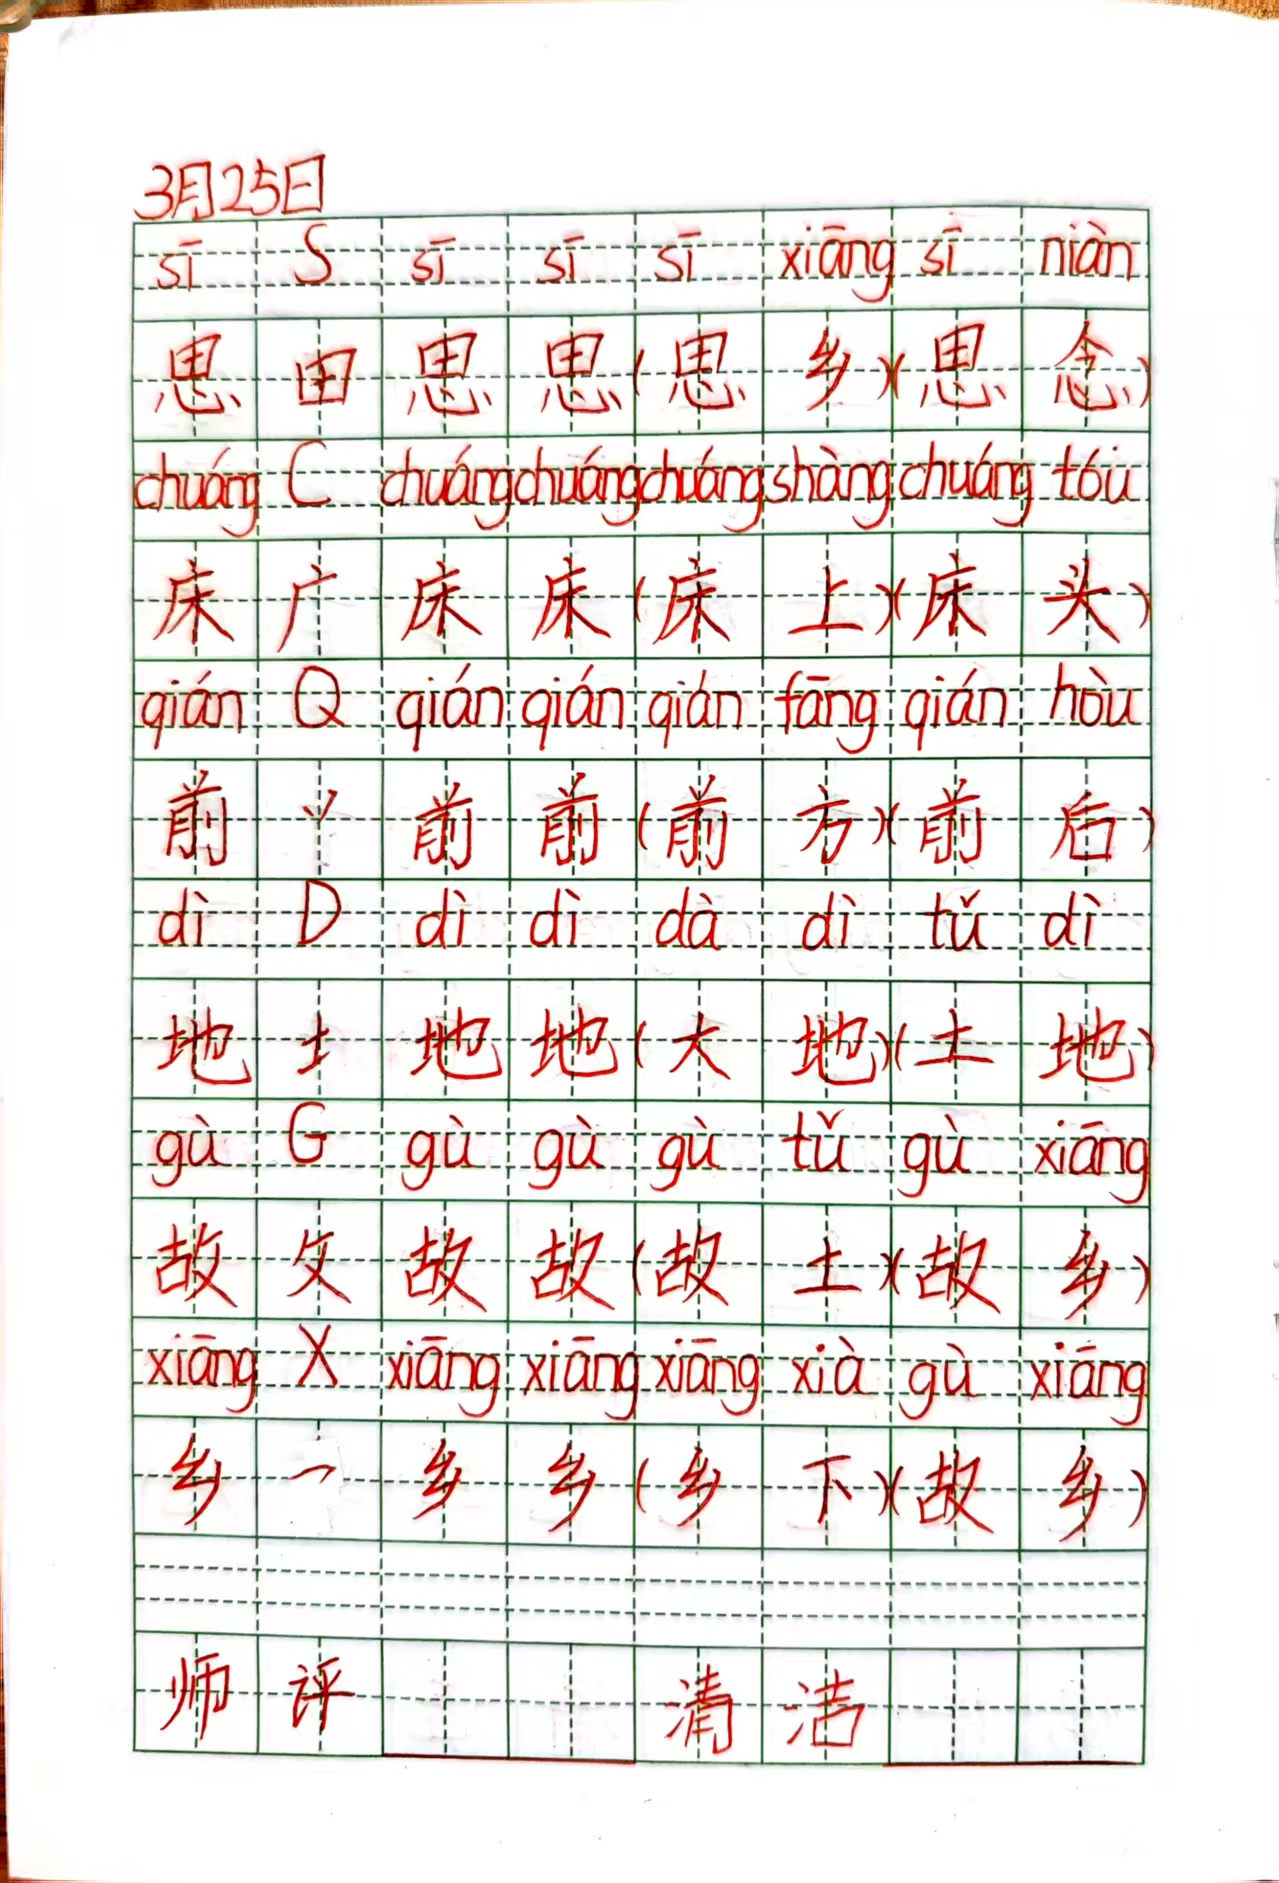 3月25日
sī S sī sī sī xiāng sī niàn
思 田 思 思 (思 乡)(思 念)
chuáng C chuáng chuáng chuáng shàng chuáng tóu
床 广 床 床 (床 上)(床 头)
qián Q qián qián qián fāng qián hòu
前 丷 前 前 (前 方)(前 后)
dì D dì dì dà dì tǔ dì
地 土 地 地 (大 地)(土 地)
gù G gù gù gù tǔ gù xiāng
故 攵 故 故 (故 土)(故 乡)
xiāng X xiāng xiāng xiāng xià gù xiāng
乡 ㇀ 乡 乡 (乡 下)(故 乡)
师 评 清 洁